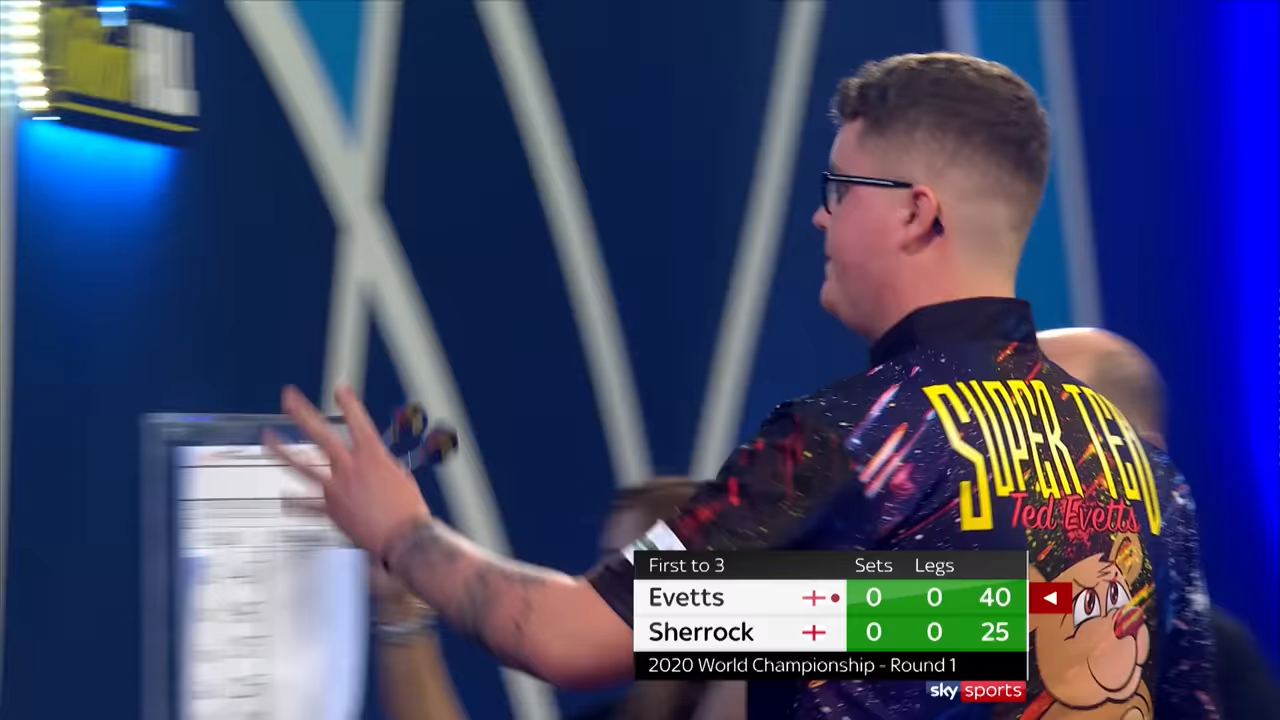 SUPER TED
Ted Evetts
First to 3 Sets Legs
Evetts 0 0 40
Sherrock 0 0 25
2020 World Championship - Round 1
sky sports